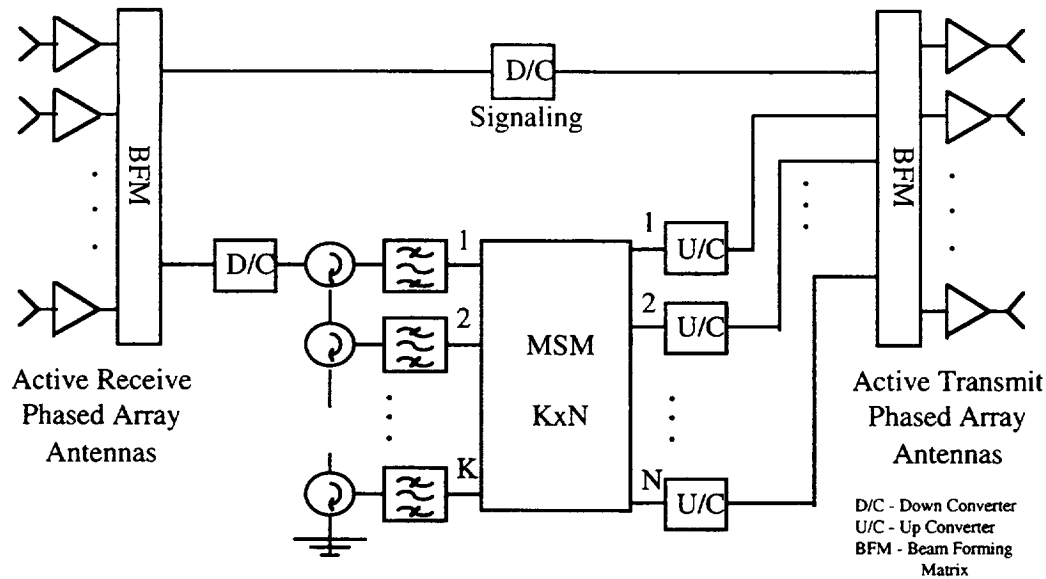 D/C
Signaling
BFM
BFM
D/C
1
2
K
MSM
KxN
1
2
N
U/C
U/C
U/C
Active Receive
Phased Array
Antennas
Active Transmit
Phased Array
Antennas
D/C - Down Converter
U/C - Up Converter
BFM - Beam Forming
Matrix